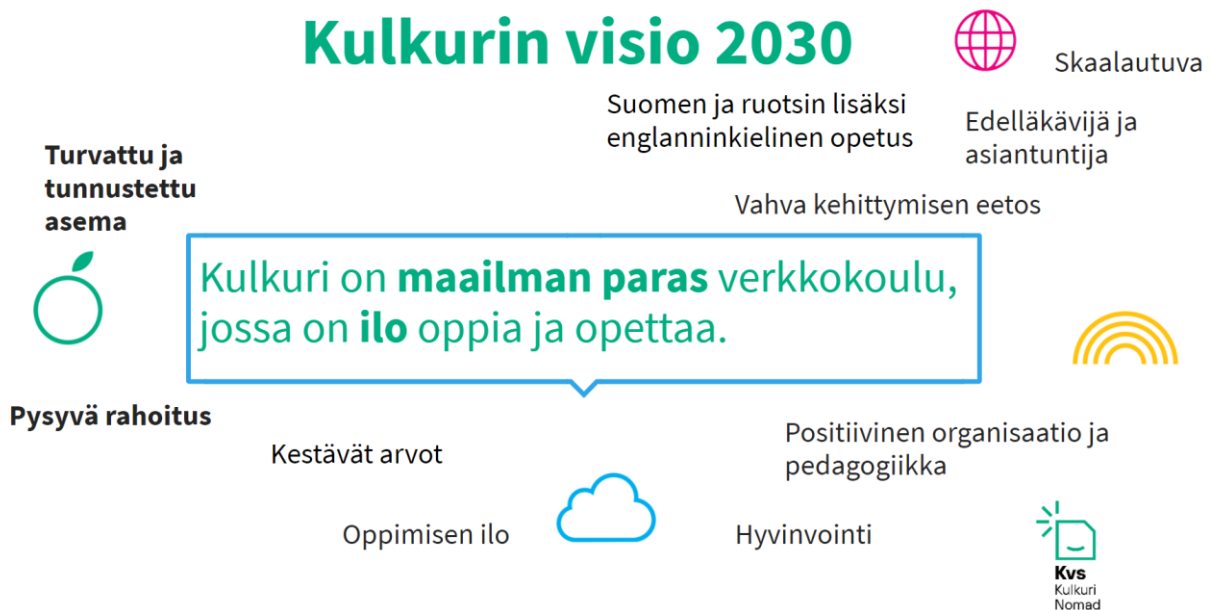 Kulkurin visio 2030
Skaalautuva
Suomen ja ruotsin lisäksi
englanninkielinen opetus
Edelläkävijä ja
asiantuntija
Turvattu ja
tunnustettu
asema
Vahva kehittymisen eetos
Kulkuri on maailman paras verkkokoulu,
jossa on ilo oppia ja opettaa.
Pysyvä rahoitus
Kestävät arvot
Positiivinen organisaatio ja
pedagogiikka
Oppimisen ilo
Hyvinvointi
Kvs
Kulkuri
Nomad